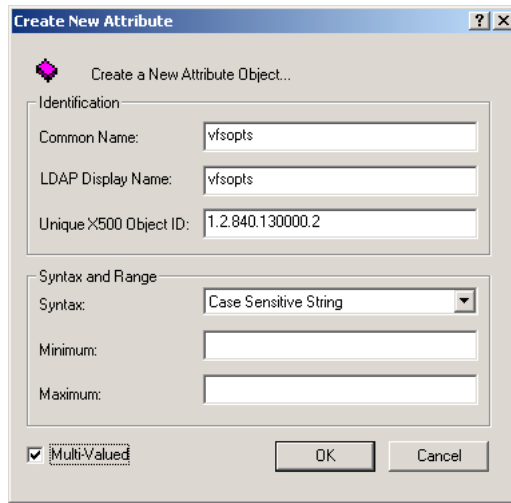 Create New Attribute
Create a New Attribute Object...
Identification
Common Name: vfsopts
LDAP Display Name: vfsopts
Unique X500 Object ID: 1.2.840.130000.2
Syntax and Range
Syntax: Case Sensitive String
Minimum:
Maximum:
Multi-Valued OK Cancel